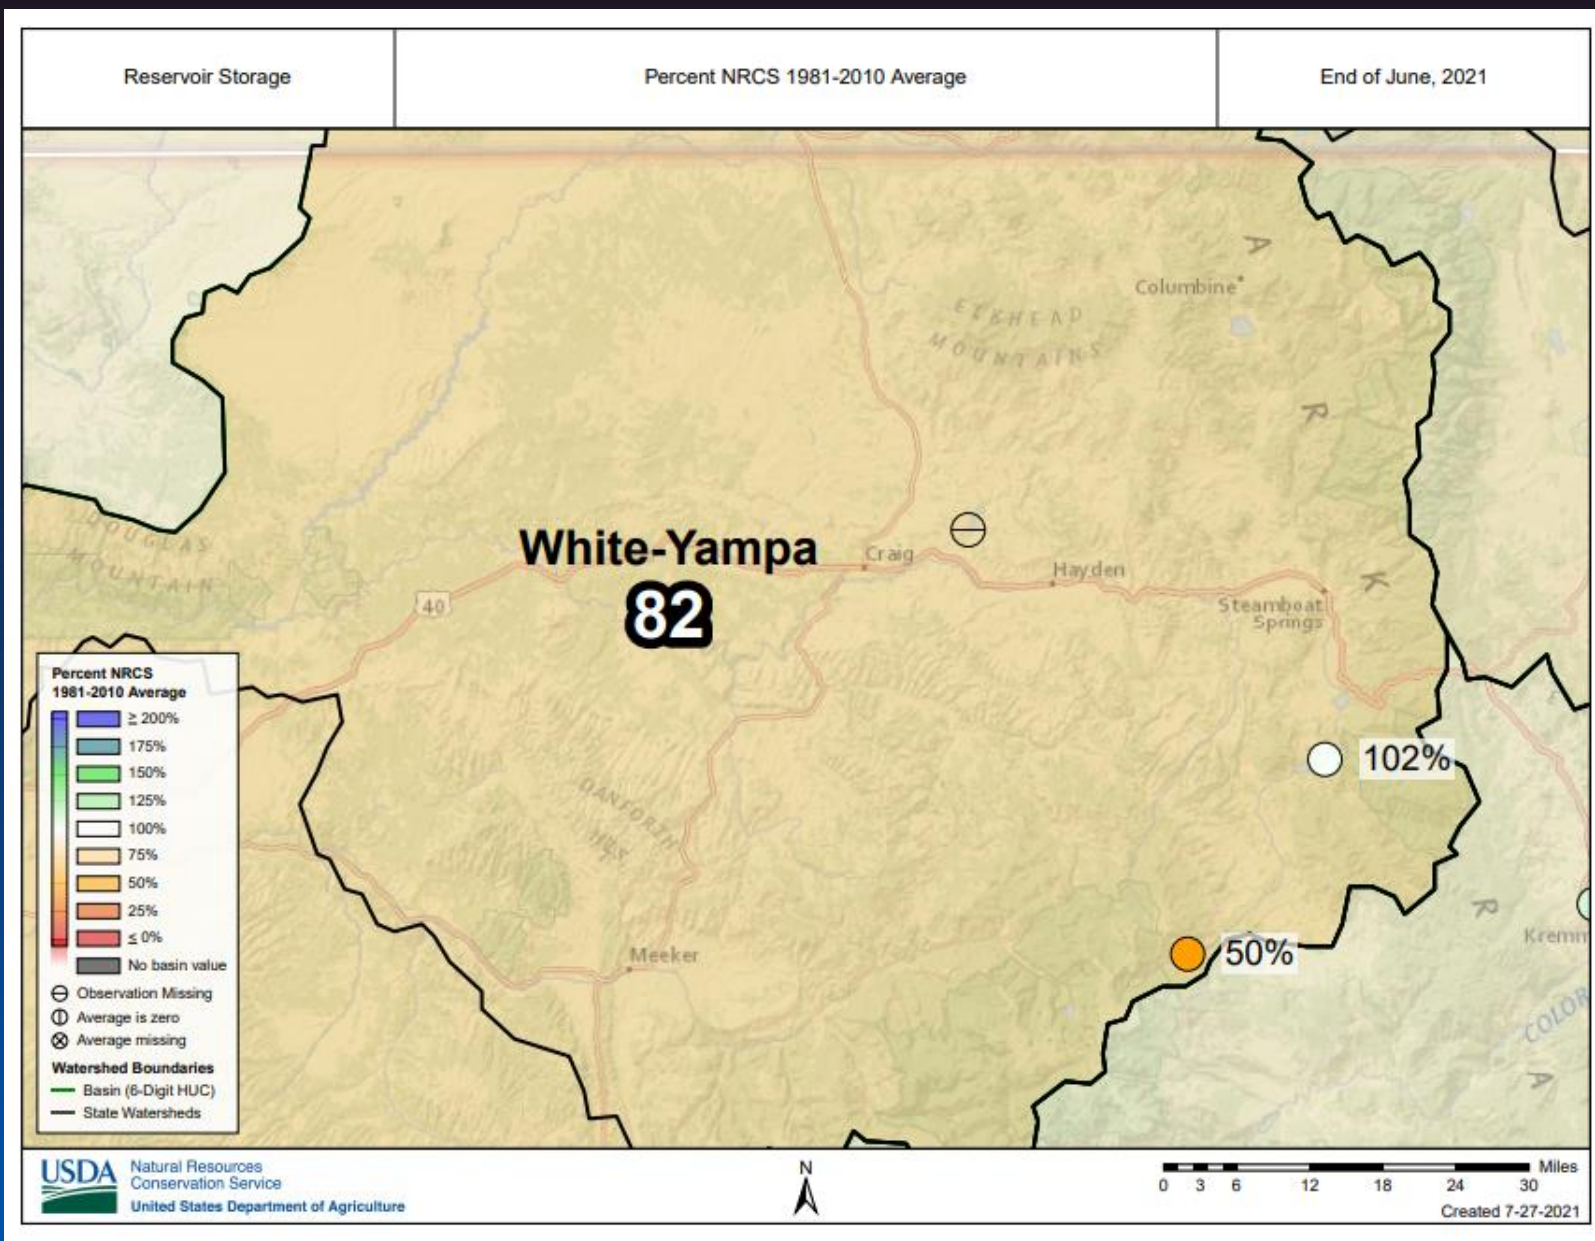 Reservoir Storage
Percent NRCS 1981-2010 Average
End of June, 2021
A
Columbine
ELKHEAD
MOUNTAINS
R
White-Yampa
82
Craig
Hayden
K
Steamboat
Springs
DOUGLAS
MOUNTAIN
40
102%
DANFORTH
HILLS
Meeker
50%
R
Kremm
COLOR
A
Percent NRCS
1981-2010 Average
≥ 200%
175%
150%
125%
100%
75%
50%
25%
≤ 0%
No basin value
Observation Missing
Average is zero
Average missing
Watershed Boundaries
Basin (6-Digit HUC)
State Watersheds
USDA
Natural Resources
Conservation Service
United States Department of Agriculture
N
Miles
0 3 6 12 18 24 30
Created 7-27-2021